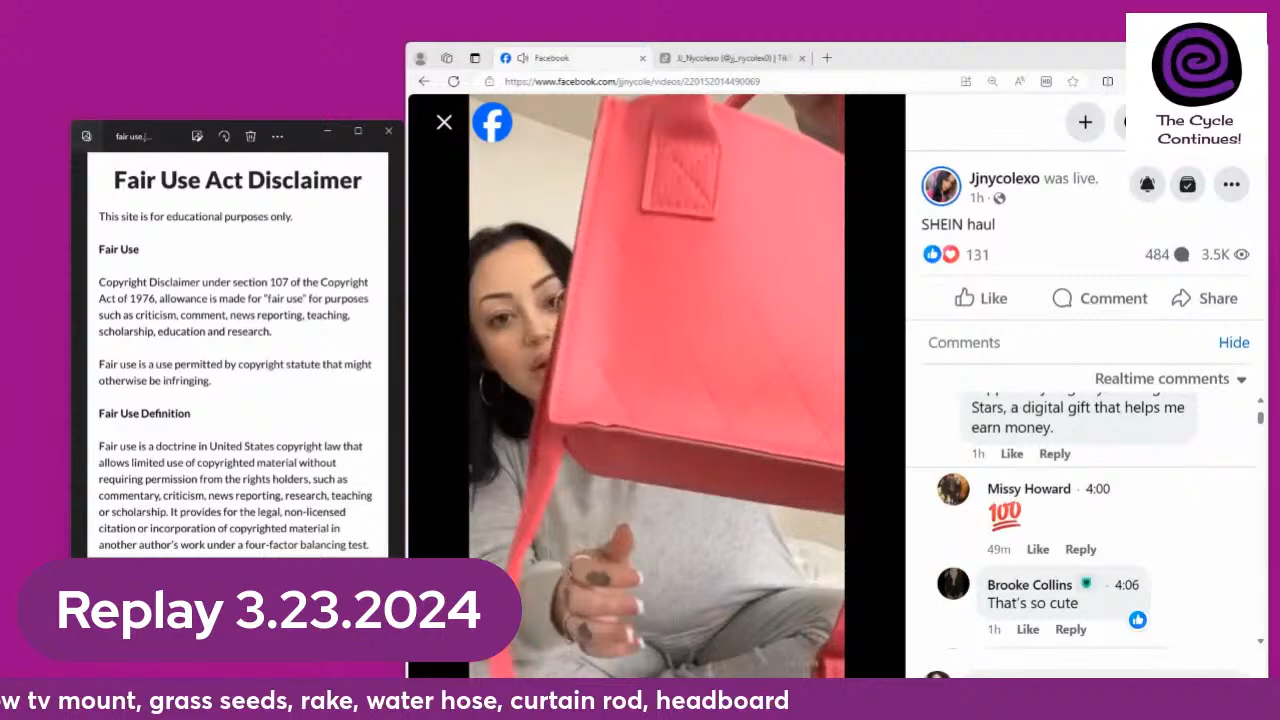 The Cycle
Continues!
Facebook
JJ_Nycolexo (@jj_nycolex0) | Tik
https://www.facebook.com/jjnycole/videos/220152014490069
fair use.j...
Fair Use Act Disclaimer
This site is for educational purposes only.
Fair Use
Copyright Disclaimer under section 107 of the Copyright
Act of 1976, allowance is made for "fair use" for purposes
such as criticism, comment, news reporting, teaching,
scholarship, education and research.
Fair use is a use permitted by copyright statute that might
otherwise be infringing.
Fair Use Definition
Fair use is a doctrine in United States copyright law that
allows limited use of copyrighted material without
requiring permission from the rights holders, such as
commentary, criticism, news reporting, research, teaching
or scholarship. It provides for the legal, non-licensed
citation or incorporation of copyrighted material in
another author's work under a four-factor balancing test.
Jjnycolexo was live.
1h
SHEIN haul
131
484 3.5K
Like Comment Share
Comments Hide
Realtime comments
Stars, a digital gift that helps me
earn money.
1h Like Reply
Missy Howard · 4:00
💯
49m Like Reply
Brooke Collins · 4:06
That's so cute
1h Like Reply
Replay 3.23.2024
w tv mount, grass seeds, rake, water hose, curtain rod, headboard